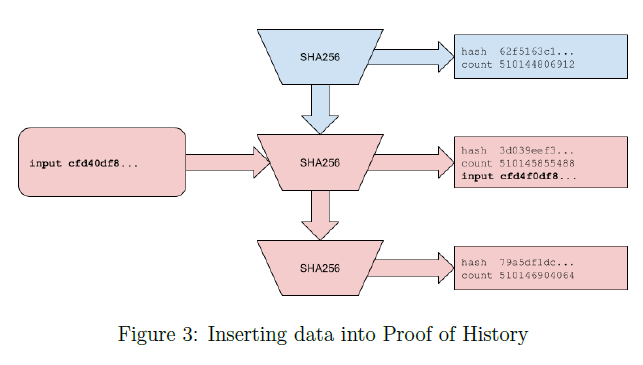 SHA256
hash 62f5163c1...
count 510144806912
input cfd40df8...
SHA256
hash 3d039eef3...
count 510145855488
input cfd4f0df8...
SHA256
hash 79a5df1dc...
count 510146904064
Figure 3: Inserting data into Proof of History